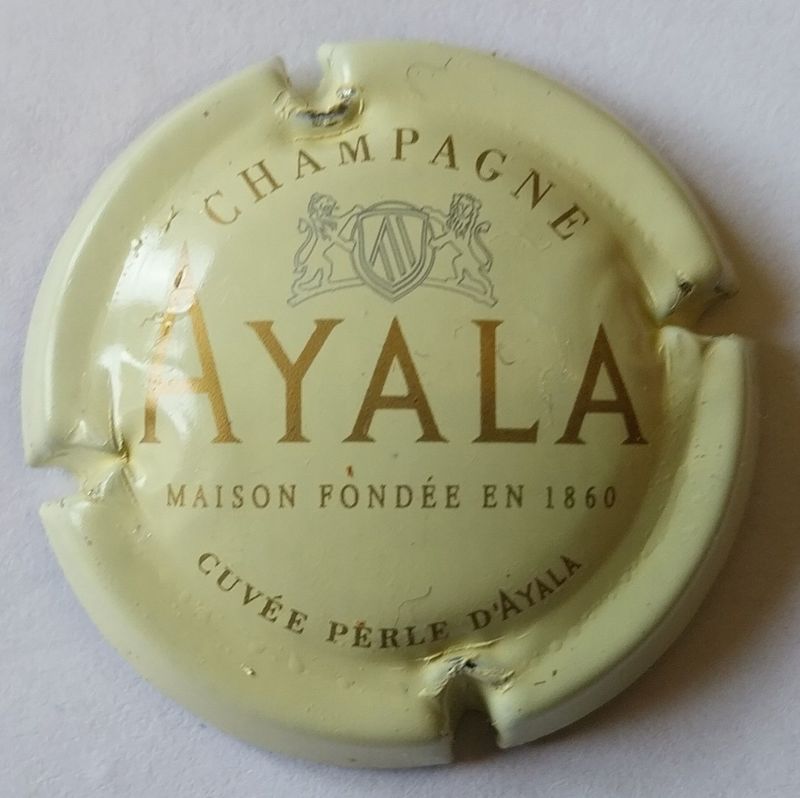 CHAMPAGNE
AYALA
MAISON FONDÉE EN 1860
CUVÉE PERLE D'AYALA